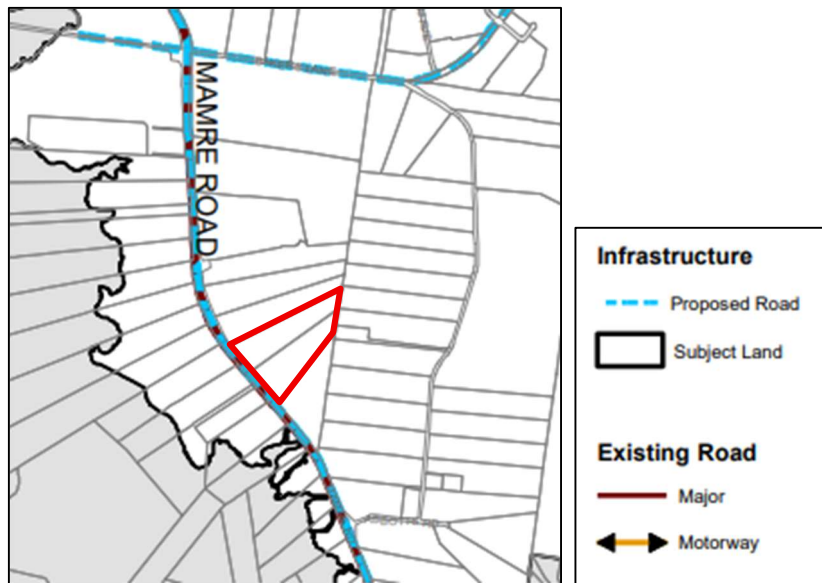 MAMRE ROAD
Infrastructure
Proposed Road
Subject Land
Existing Road
Major
Motorway